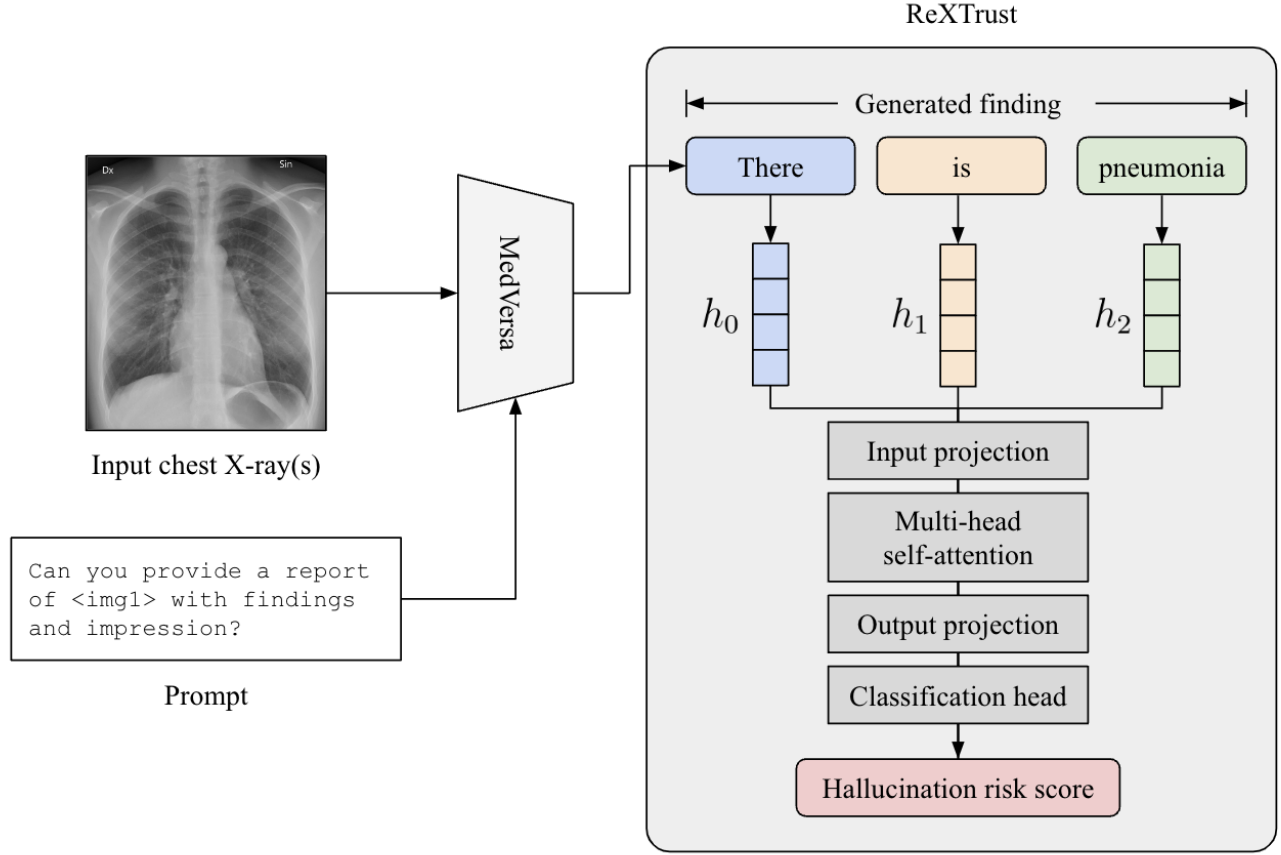 ReXTrust
Generated finding
There
is
pneumonia
Dx
Sin
MedVersa
h0
h1
h2
Input chest X-ray(s)
Input projection
Multi-head
self-attention
Can you provide a report
of <img1> with findings
and impression?
Output projection
Prompt
Classification head
Hallucination risk score